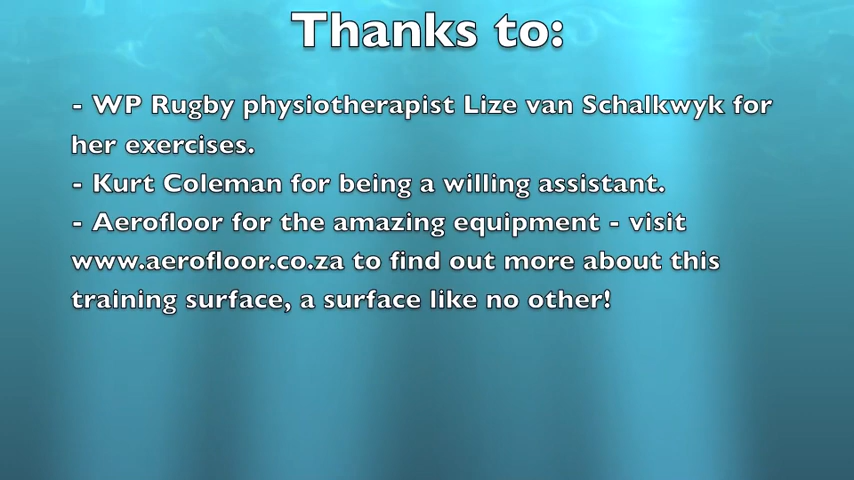 Thanks to:
- WP Rugby physiotherapist Lize van Schalkwyk for
her exercises.
- Kurt Coleman for being a willing assistant.
- Aerofloor for the amazing equipment - visit
www.aerofloor.co.za to find out more about this
training surface, a surface like no other!